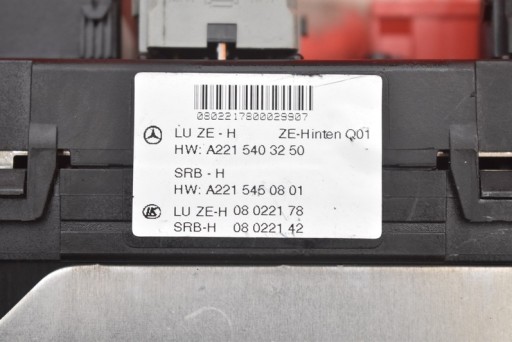 0802217800029907
LU ZE - H ZE-Hinten Q01
HW: A221 540 32 50
SRB - H
HW: A221 545 08 01
LU ZE-H 08 0221 78
SRB-H 08 0221 42